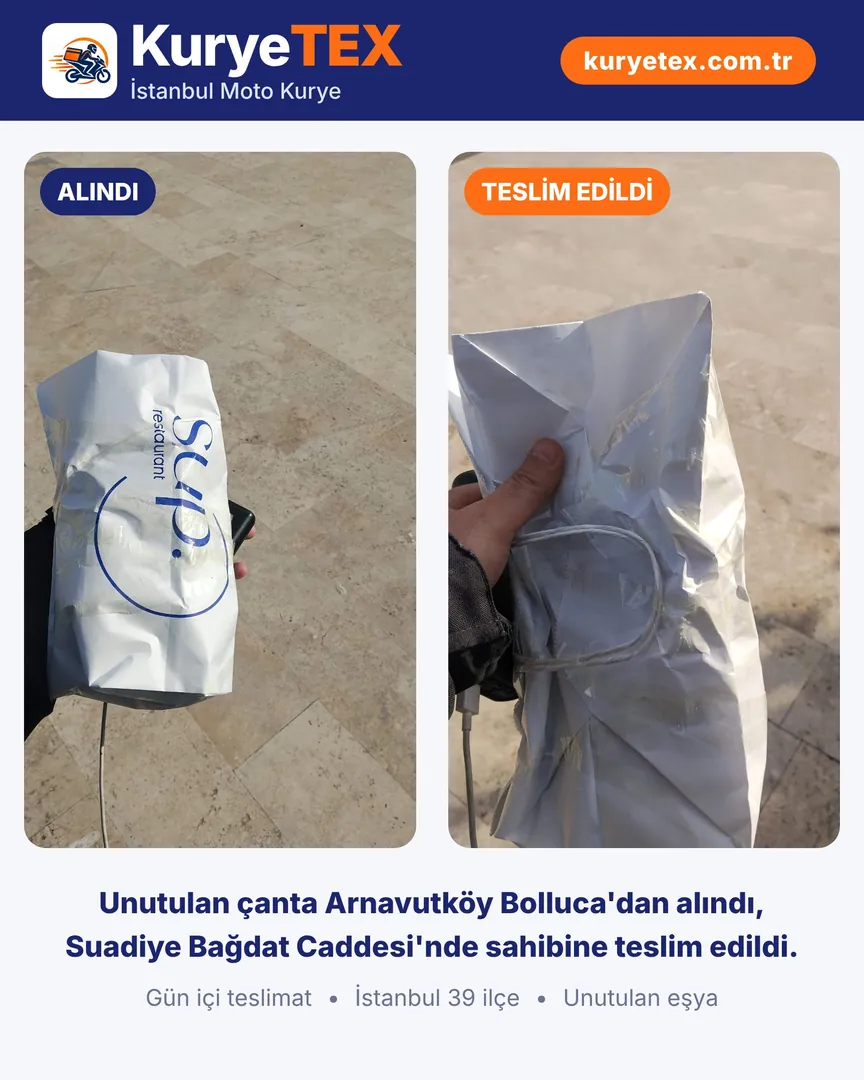 KuryeTEX
İstanbul Moto Kurye
kuryetex.com.tr
ALINDI
TESLİM EDİLDİ
sup.
restaurant
Unutulan çanta Arnavutköy Bolluca'dan alındı,
Suadiye Bağdat Caddesi'nde sahibine teslim edildi.
Gün içi teslimat • İstanbul 39 ilçe • Unutulan eşya